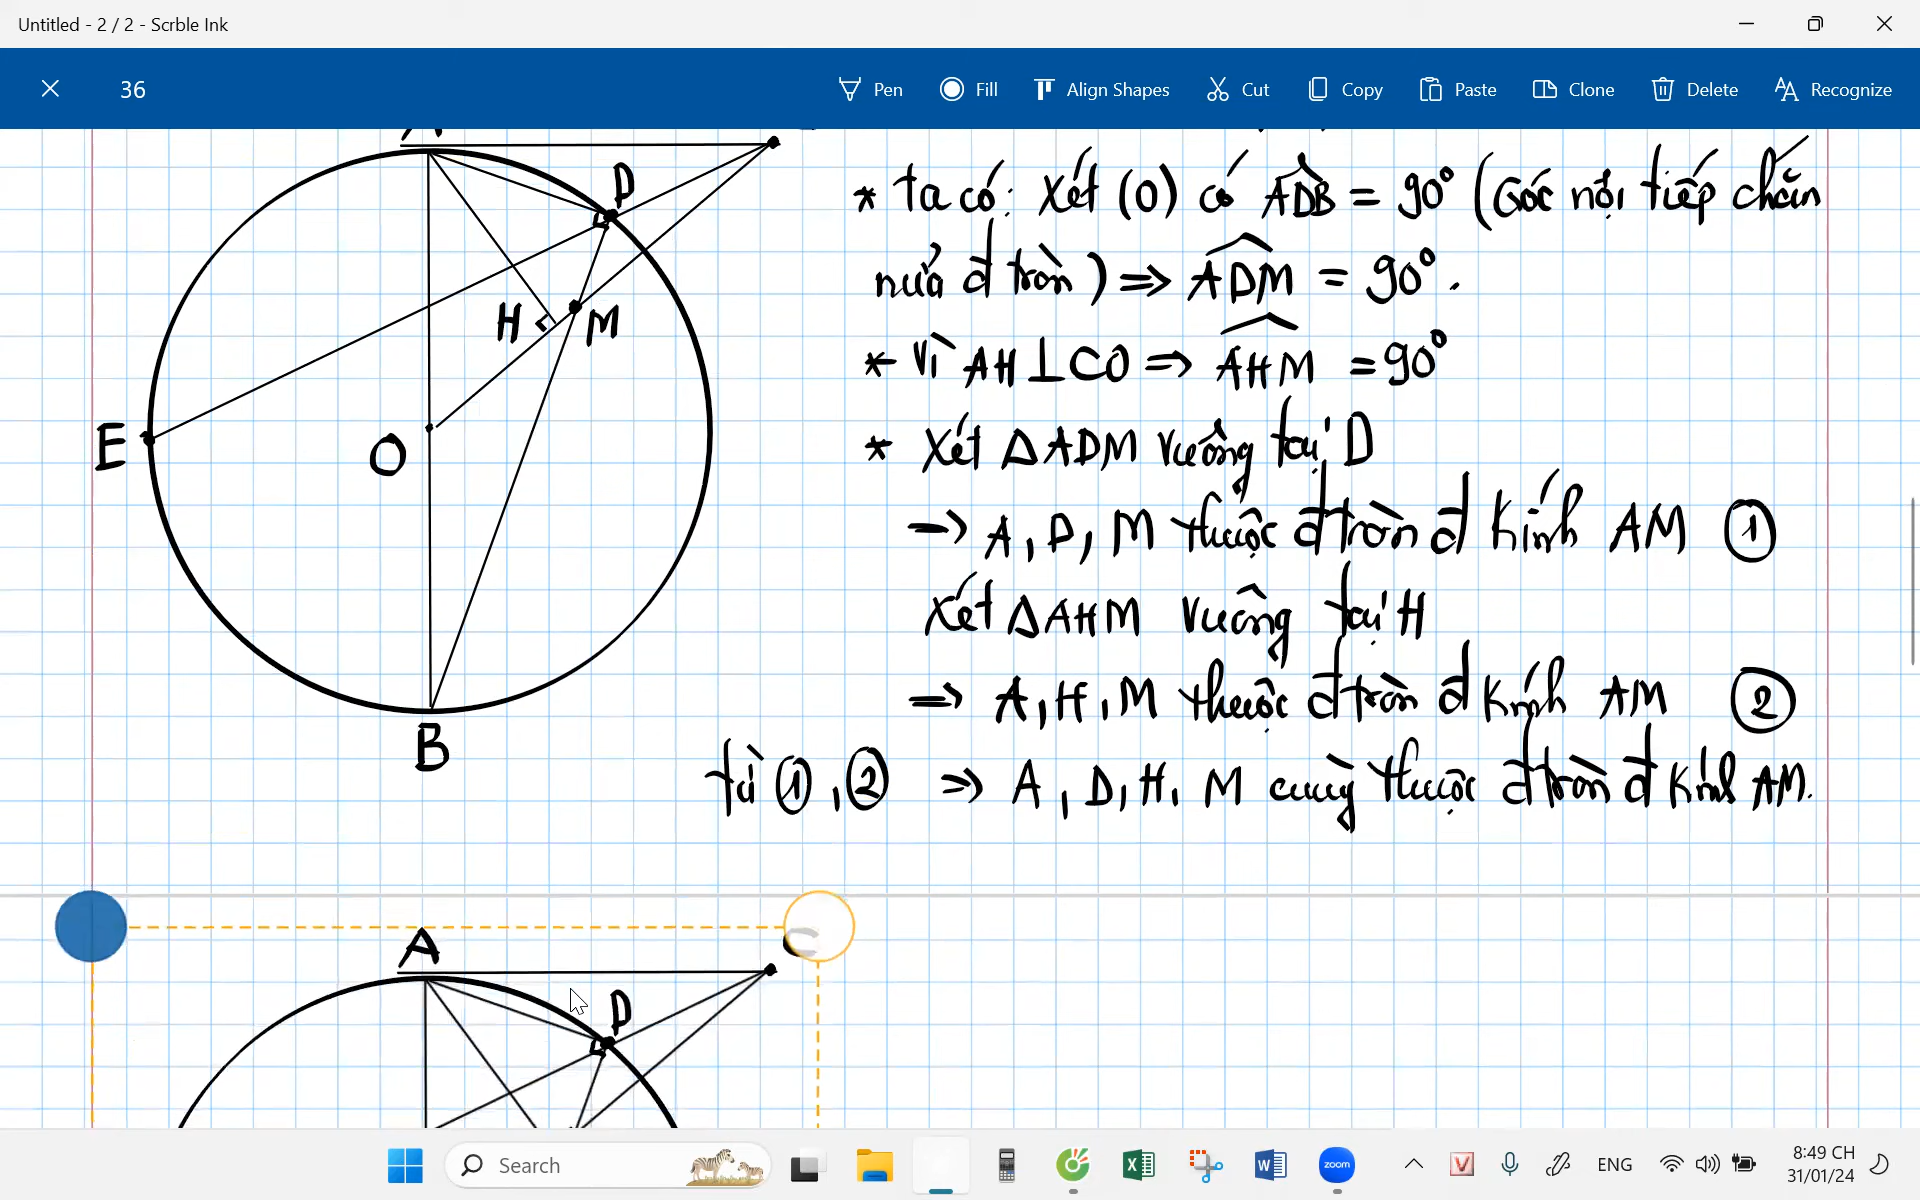 Untitled - 2 / 2 - Scrble Ink
36
Pen
Fill
Align Shapes
Cut
Copy
Paste
Clone
Delete
Recognize
D
H
M
E
O
B
* ta có: Xét (O) có ADB = 90° (Góc nội tiếp chắn
nửa đ tròn) => ADM = 90°.
* Vì AH ⊥ CO => AHM = 90°
* Xét △ADM vuông tại D
=> A, D, M thuộc đ tròn đ kính AM ①
Xét △AHM vuông tại H
=> A, H, M thuộc đ tròn đ kính AM ②
từ ①, ② => A, D, H, M cùng thuộc đ tròn đ kính AM.
A
C
D
Search
zoom
ENG
8:49 CH
31/01/24